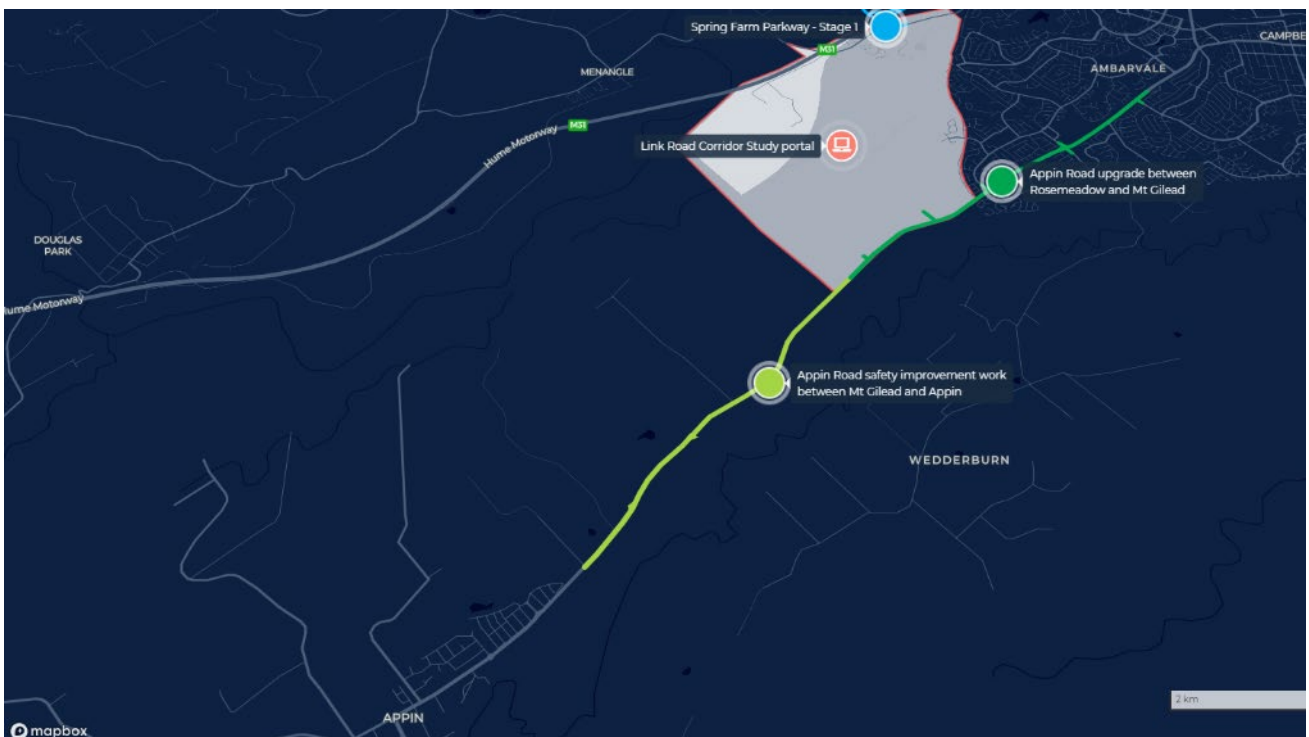 Spring Farm Parkway - Stage 1
M31
CAMPBE
MENANGLE
AMBARVALE
M31
Hume Motorway
Link Road Corridor Study portal
Appin Road upgrade between
Rosemeadow and Mt Gilead
DOUGLAS
PARK
Hume Motorway
Appin Road safety improvement work
between Mt Gilead and Appin
WEDDERBURN
2 km
APPIN
mapbox